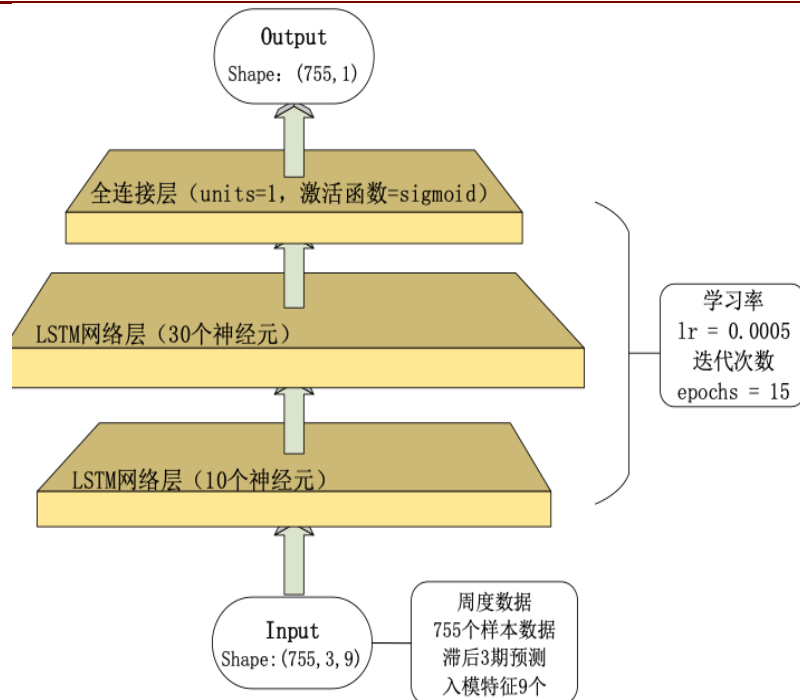 Output
Shape: (755,1)
全连接层（units=1，激活函数=sigmoid）
LSTM网络层（30个神经元）
学习率
lr = 0.0005
迭代次数
epochs = 15
LSTM网络层（10个神经元）
Input
Shape:(755,3,9)
周度数据
755个样本数据
滞后3期预测
入模特征9个